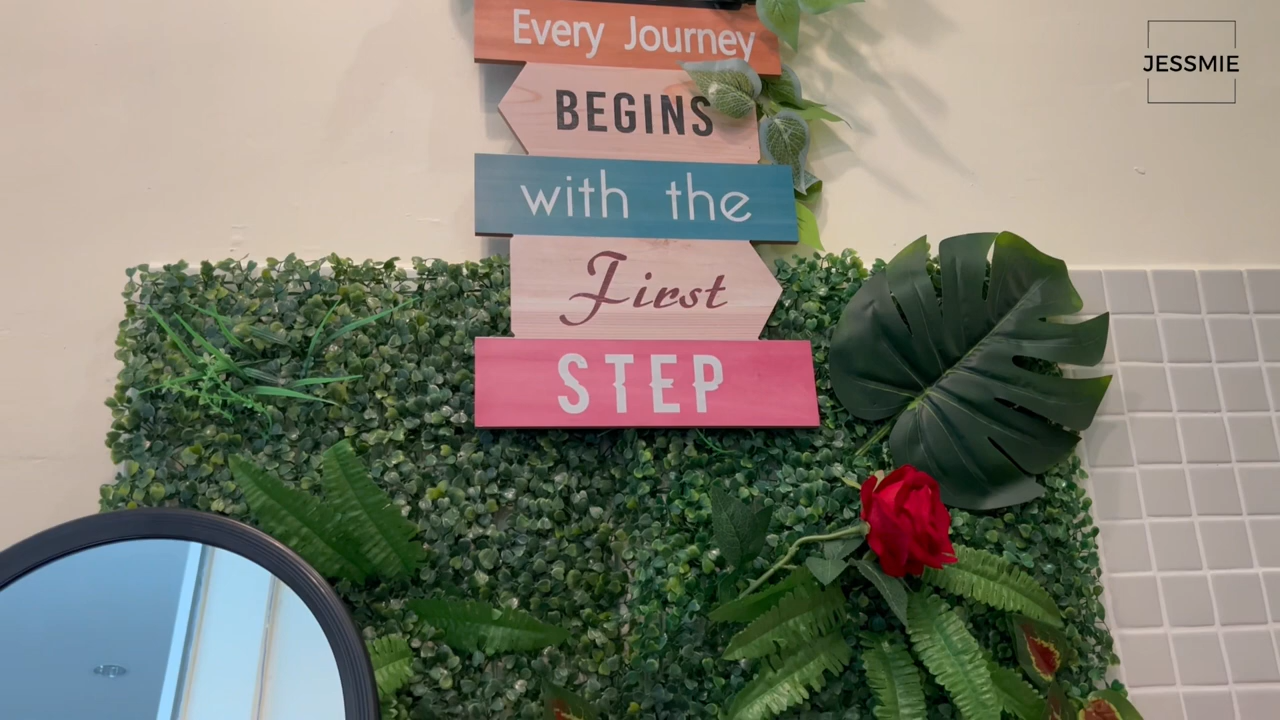 Every Journey
BEGINS
with the
First
STEP
JESSMIE